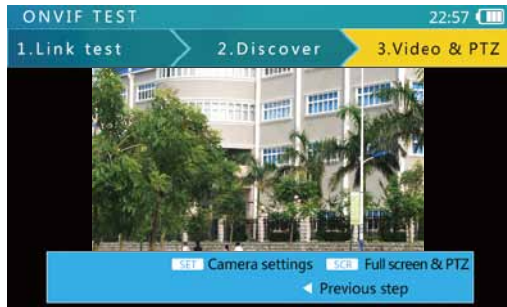 ONVIF TEST 22:57
1.Link test 2.Discover 3.Video & PTZ
SET Camera settings SCR Full screen & PTZ
Previous step